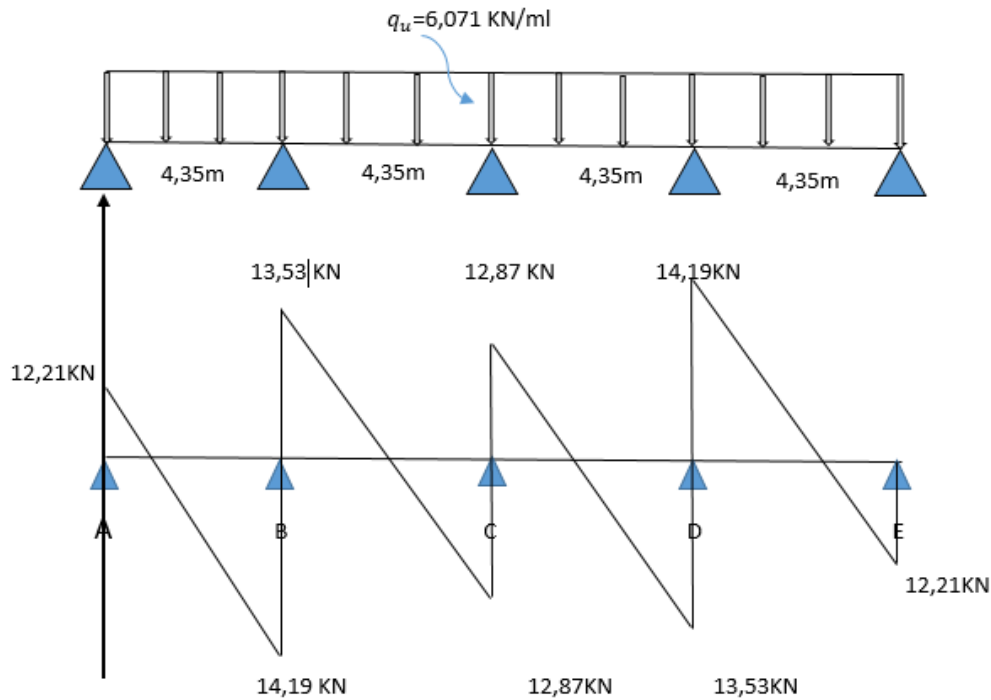 qᵤ=6,071 KN/ml
4,35m
4,35m
4,35m
4,35m
13,53 KN
12,87 KN
14,19KN
12,21KN
A
B
C
D
E
12,21KN
14,19 KN
12,87KN
13,53KN